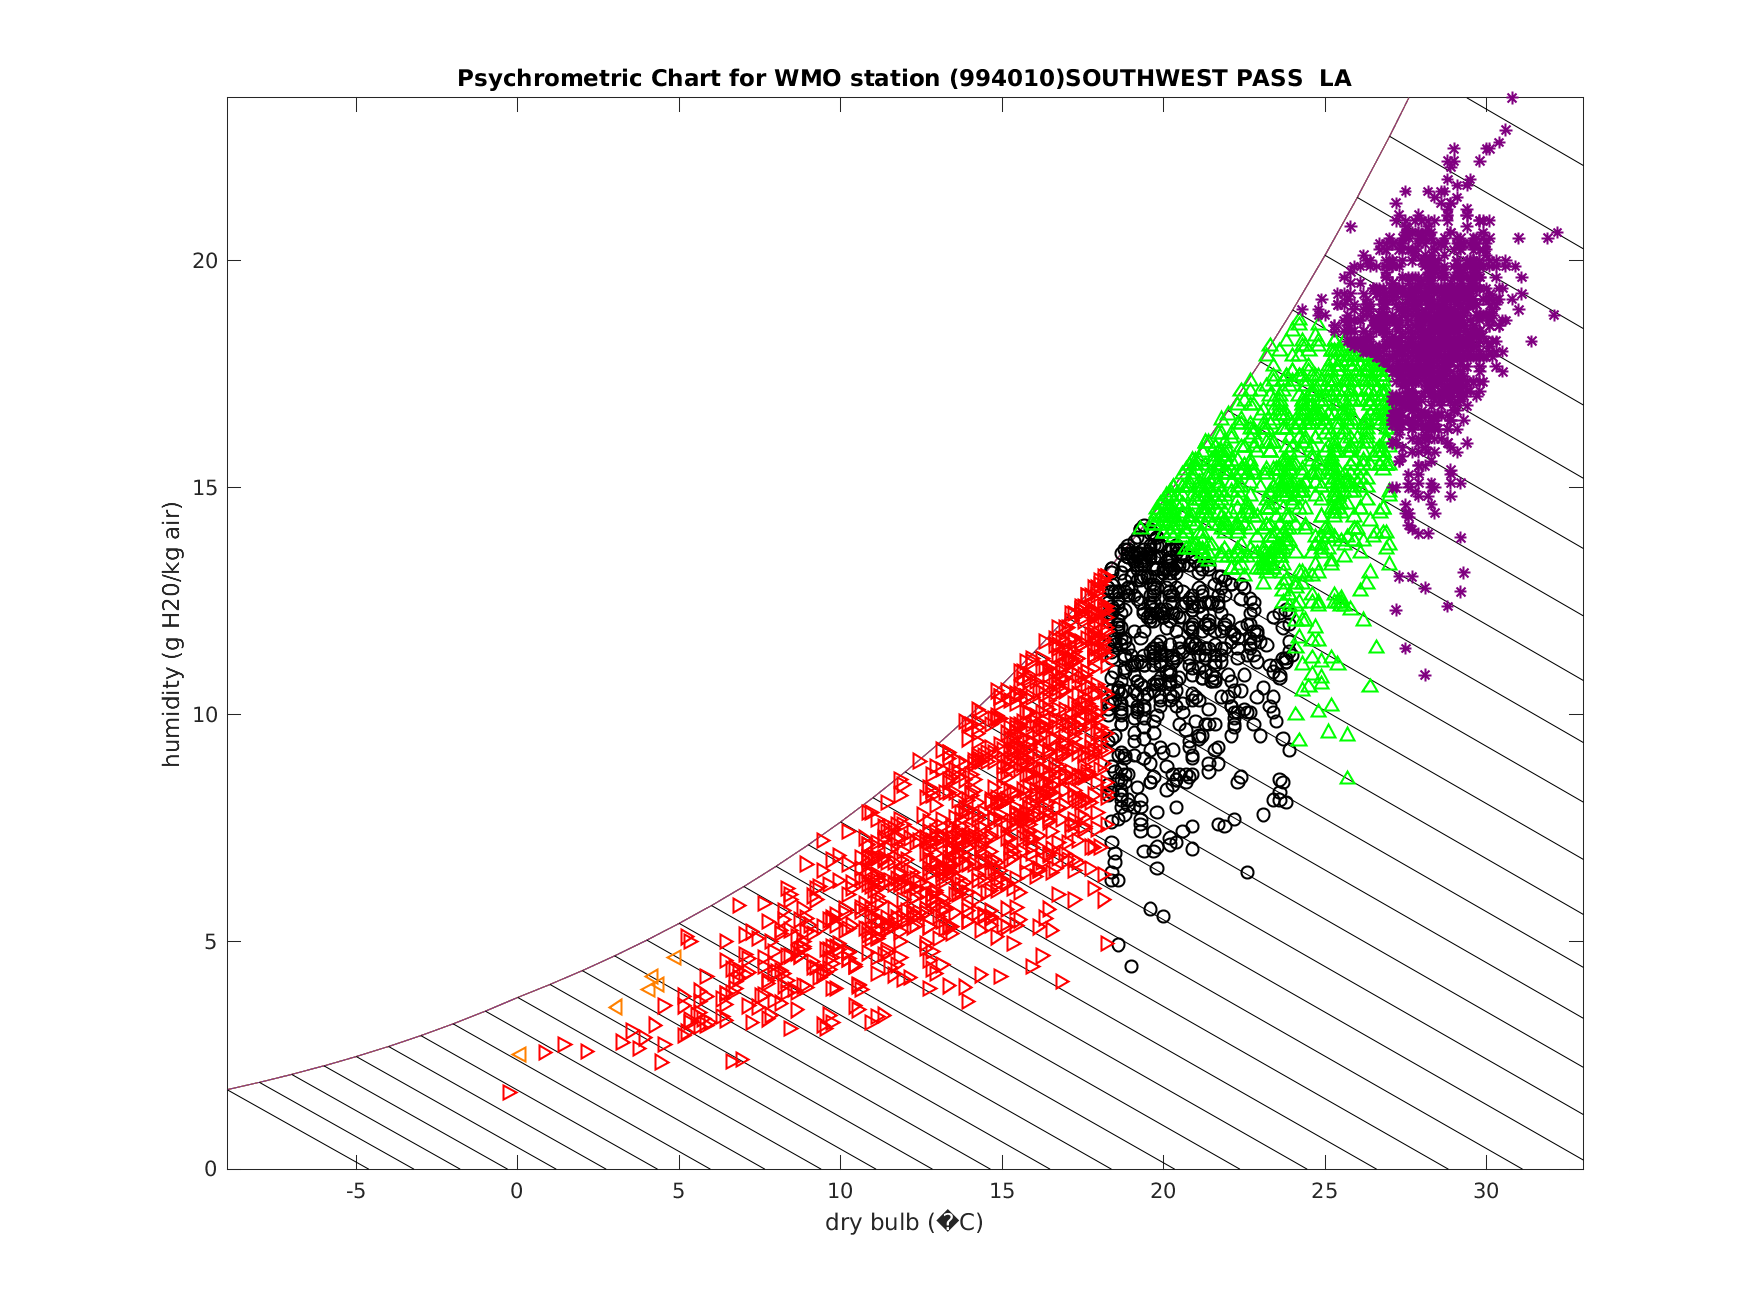 Psychrometric Chart for WMO station (994010)SOUTHWEST PASS  LA
20
15
10
5
0
humidity (g H20/kg air)
-5 0 5 10 15 20 25 30
dry bulb (�C)